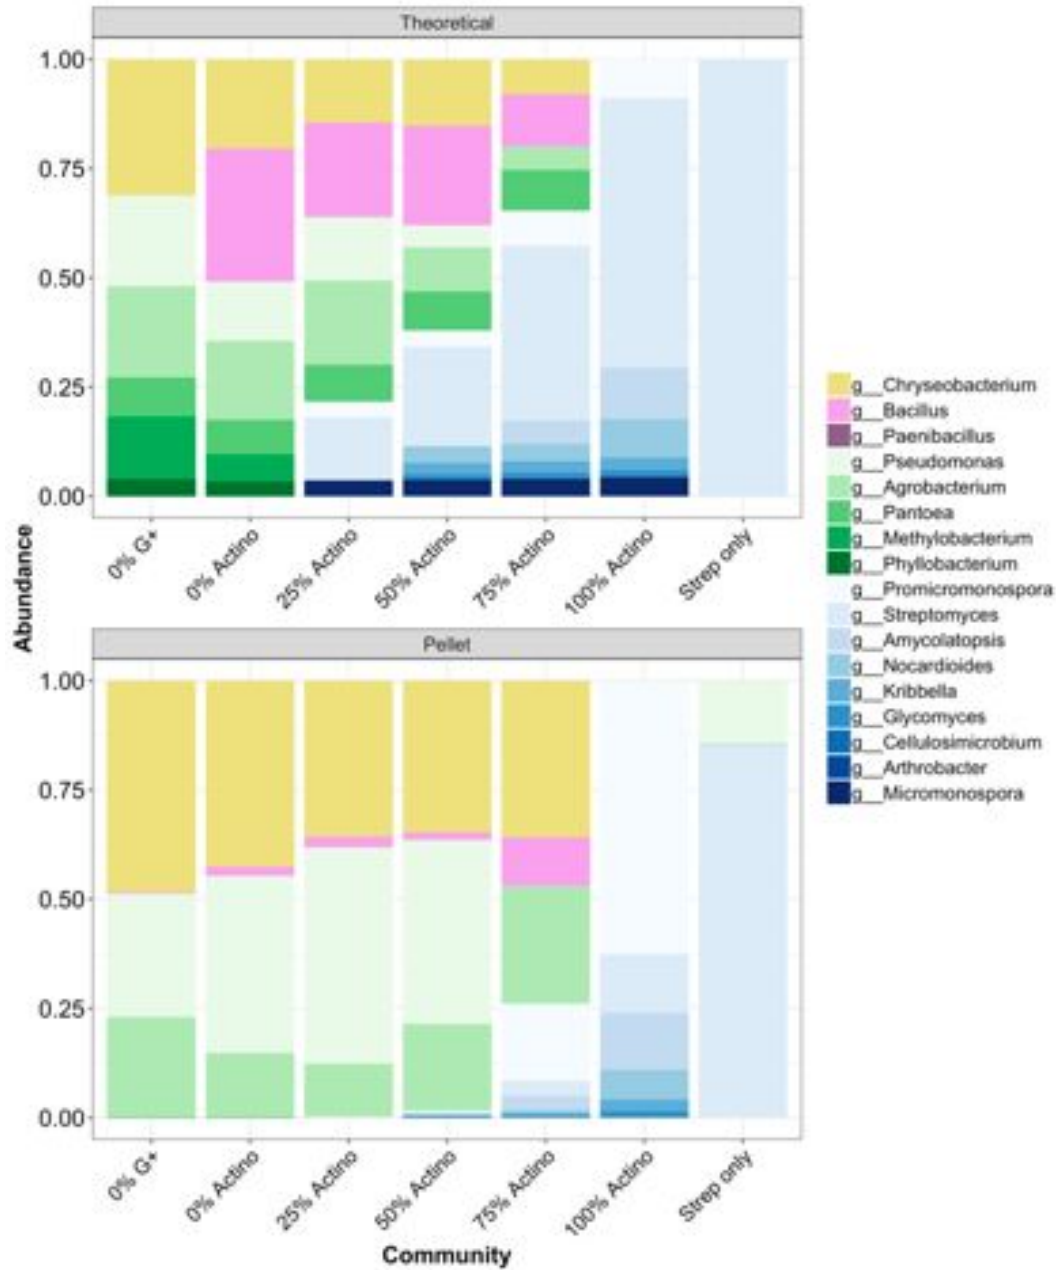 Theoretical
1.00
0.75
0.50
0.25
0.00
0% G+
0% Actino
25% Actino
50% Actino
75% Actino
100% Actino
Strep only
Abundance
Pellet
1.00
0.75
0.50
0.25
0.00
0% G+
0% Actino
25% Actino
50% Actino
75% Actino
100% Actino
Strep only
Community
g__Chryseobacterium
g__Bacillus
g__Paenibacillus
g__Pseudomonas
g__Agrobacterium
g__Pantoea
g__Methylobacterium
g__Phyllobacterium
g__Promicromonospora
g__Streptomyces
g__Amycolatopsis
g__Nocardioides
g__Kribbella
g__Glycomyces
g__Cellulosimicrobium
g__Arthrobacter
g__Micromonospora